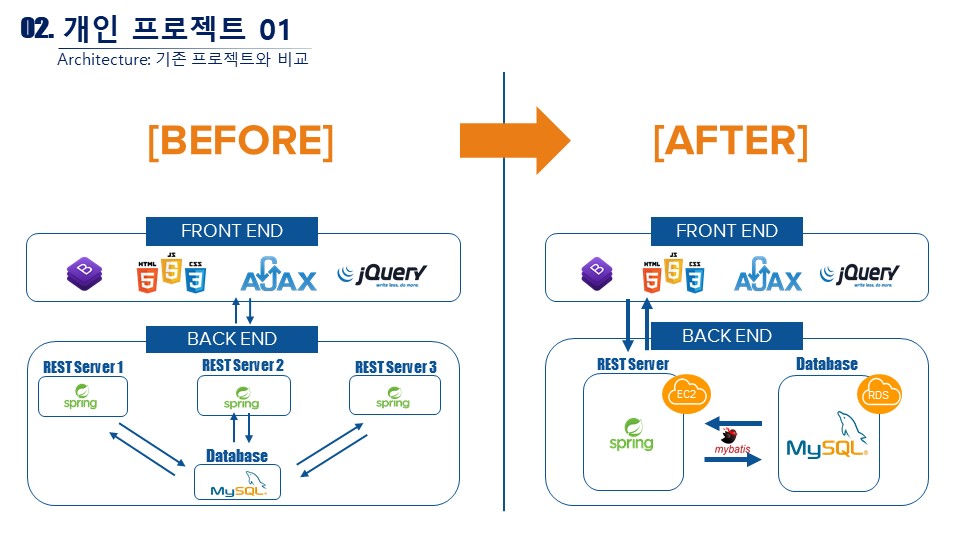 02. 개인 프로젝트 01
Architecture: 기존 프로젝트와 비교
[BEFORE]
[AFTER]
FRONT END
B
HTML
5
JS
5
CSS
3
AJAX
jQuery
write less, do more.
BACK END
REST Server 1
spring
REST Server 2
spring
REST Server 3
spring
Database
MySQL
FRONT END
B
HTML
5
JS
5
CSS
3
AJAX
jQuery
write less, do more.
BACK END
REST Server
EC2
spring
mybatis
Database
RDS
MySQL®